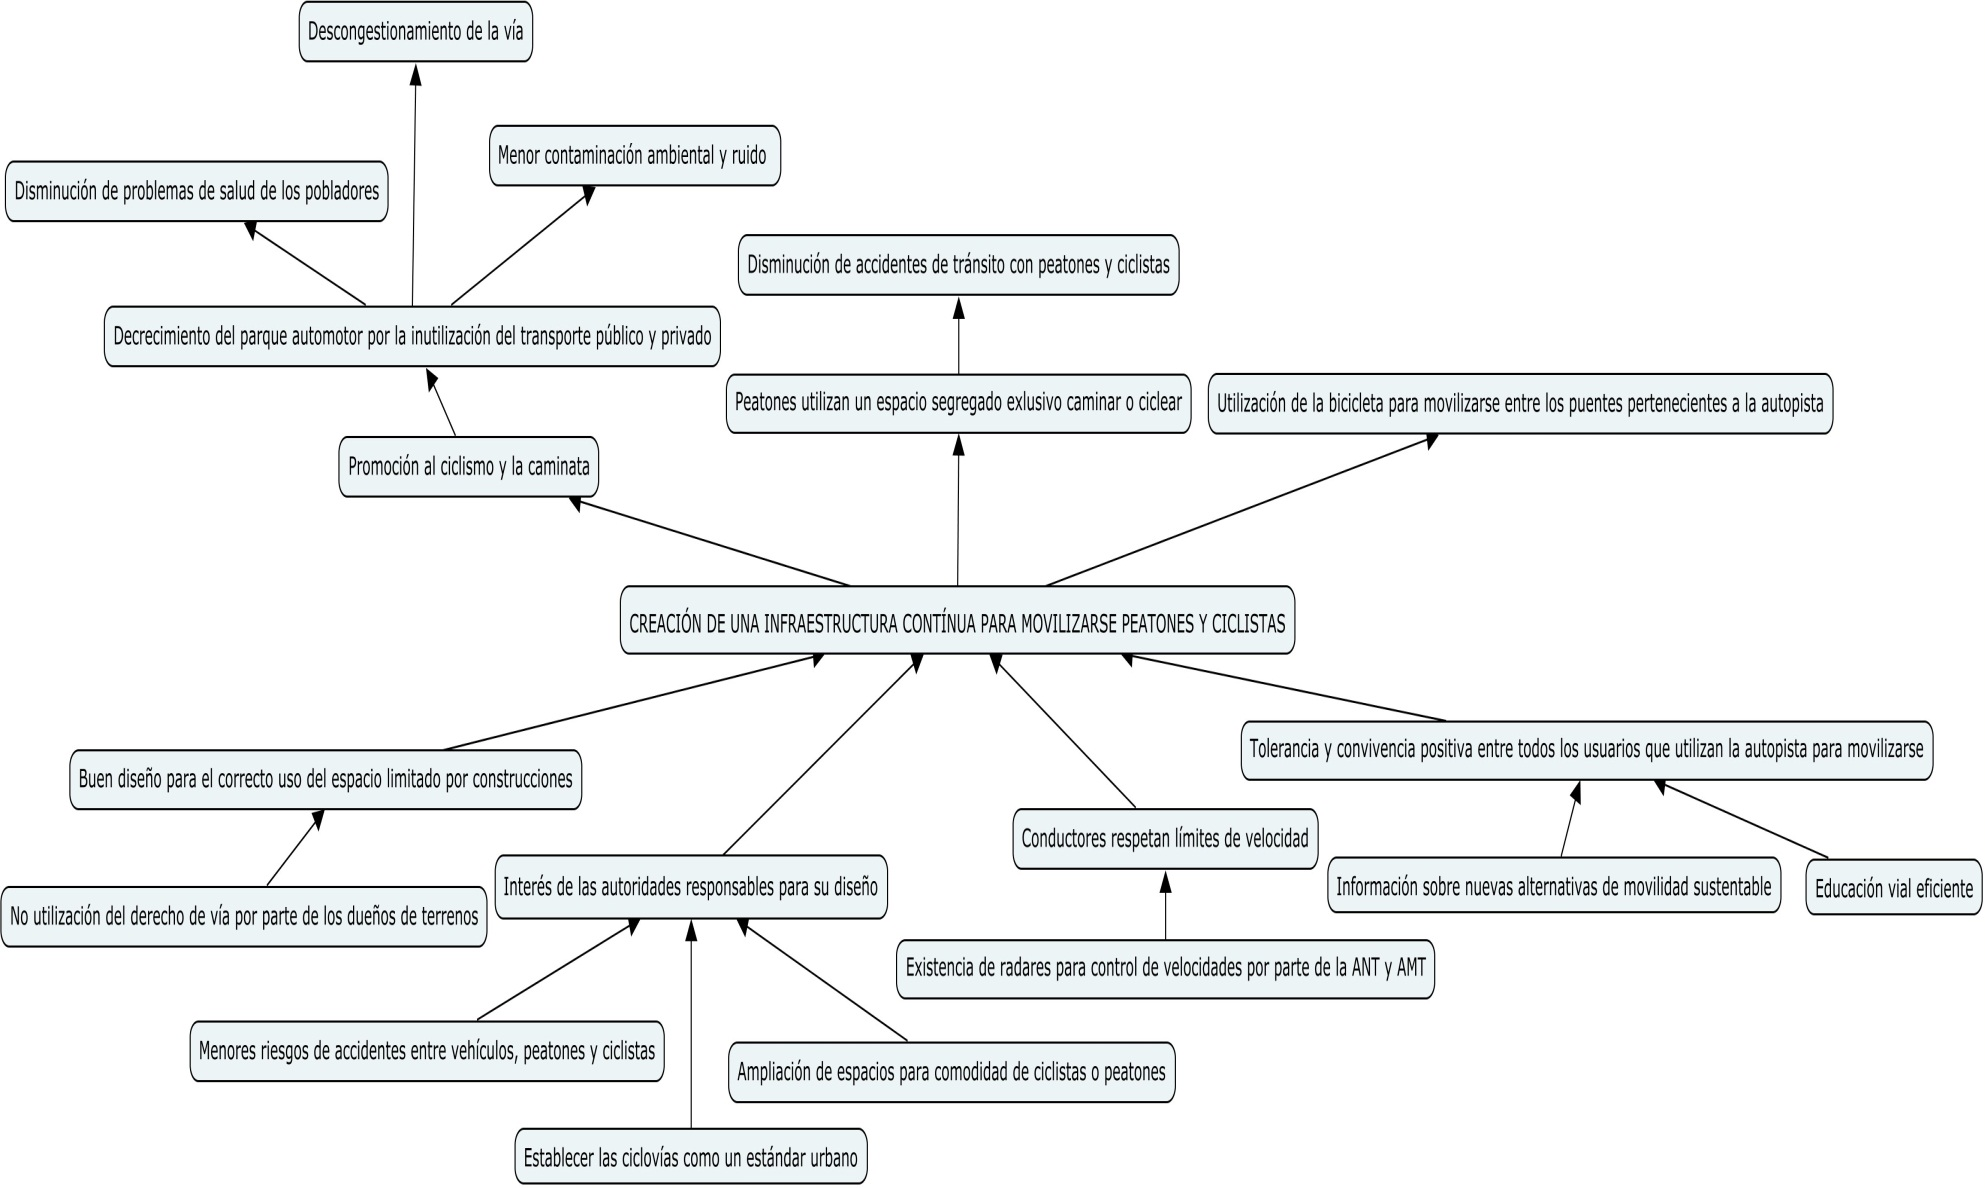 Descongestionamiento de la vía
Menor contaminación ambiental y ruido
Disminución de problemas de salud de los pobladores
Disminución de accidentes de tránsito con peatones y ciclistas
Decrecimiento del parque automotor por la inutilización del transporte público y privado
Peatones utilizan un espacio segregado exlusivo caminar o ciclear
Utilización de la bicicleta para movilizarse entre los puentes pertenecientes a la autopista
Promoción al ciclismo y la caminata
CREACIÓN DE UNA INFRAESTRUCTURA CONTÍNUA PARA MOVILIZARSE PEATONES Y CICLISTAS
Tolerancia y convivencia positiva entre todos los usuarios que utilizan la autopista para movilizarse
Buen diseño para el correcto uso del espacio limitado por construcciones
Conductores respetan límites de velocidad
Interés de las autoridades responsables para su diseño
Información sobre nuevas alternativas de movilidad sustentable
Educación vial eficiente
No utilización del derecho de vía por parte de los dueños de terrenos
Existencia de radares para control de velocidades por parte de la ANT y AMT
Menores riesgos de accidentes entre vehículos, peatones y ciclistas
Ampliación de espacios para comodidad de ciclistas o peatones
Establecer las ciclovías como un estándar urbano